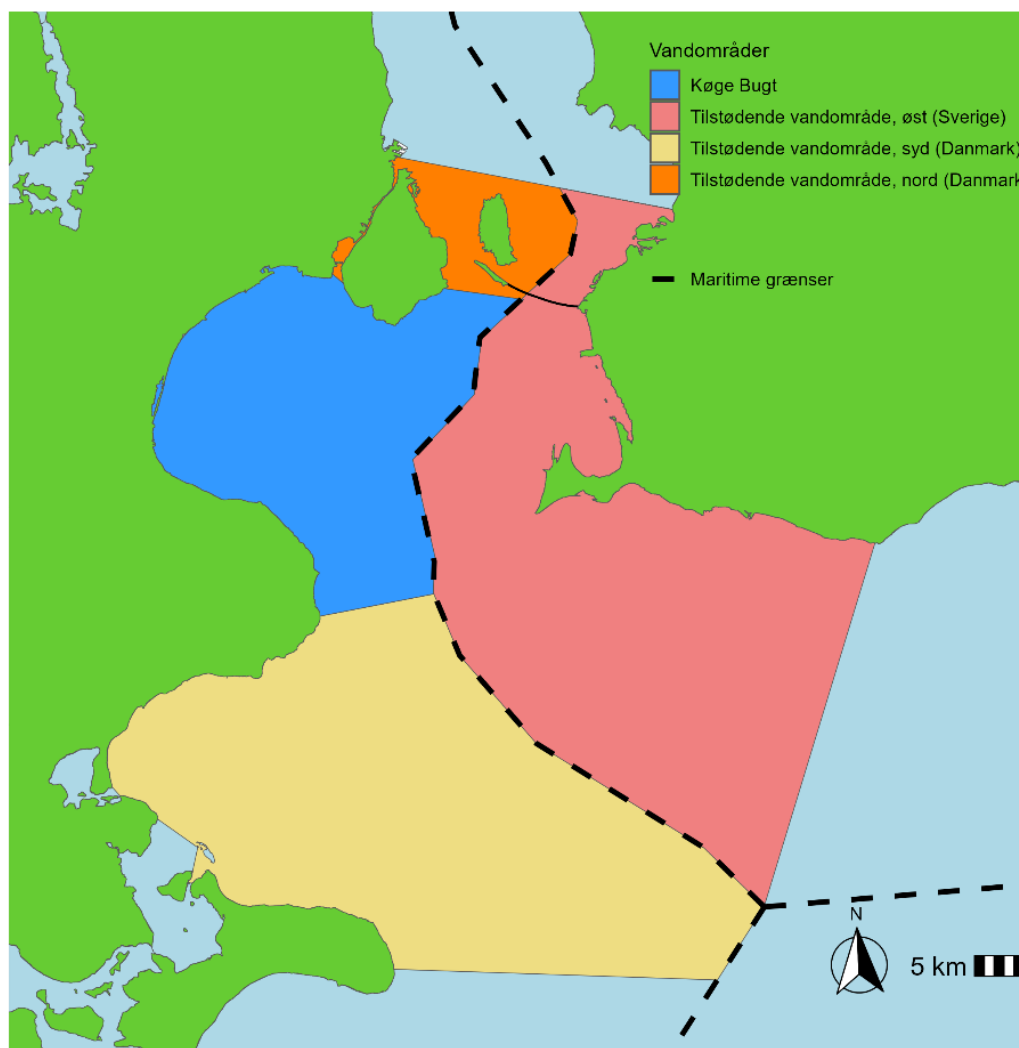 Vandområder
Køge Bugt
Tilstødende vandområde, øst (Sverige)
Tilstødende vandområde, syd (Danmark)
Tilstødende vandområde, nord (Danmark
Maritime grænser
N
5 km